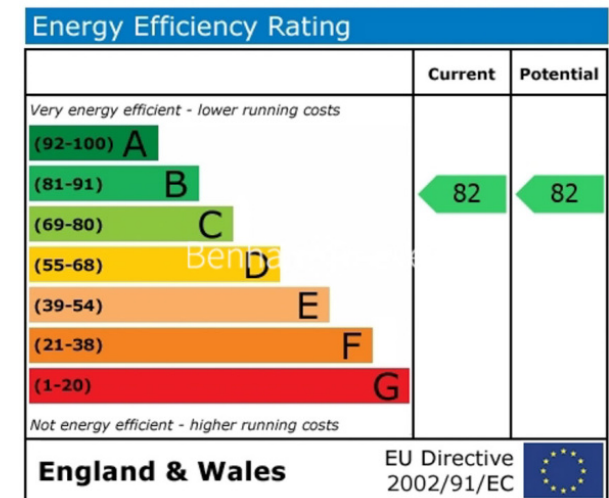 Energy Efficiency Rating
Current Potential
Very energy efficient - lower running costs
(92-100) A
(81-91) B 82 82
(69-80) C
(55-68) D
(39-54) E
(21-38) F
(1-20) G
Not energy efficient - higher running costs
England & Wales
EU Directive
2002/91/EC